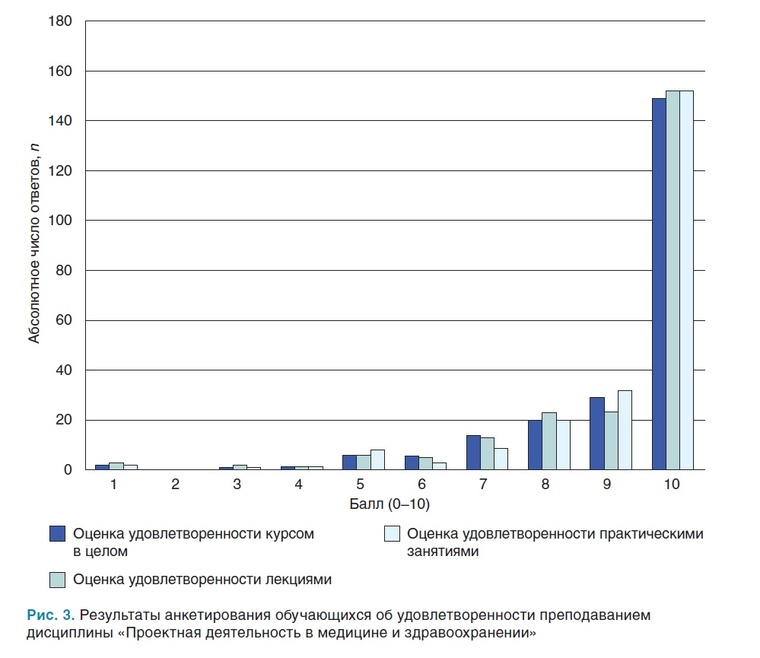 Абсолютное число ответов, n
180
160
140
120
100
80
60
40
20
0
1 2 3 4 5 6 7 8 9 10
Балл (0–10)
Оценка удовлетворенности курсом
в целом
Оценка удовлетворенности лекциями
Оценка удовлетворенности практическими
занятиями
Рис. 3. Результаты анкетирования обучающихся об удовлетворенности преподаванием
дисциплины «Проектная деятельность в медицине и здравоохранении»